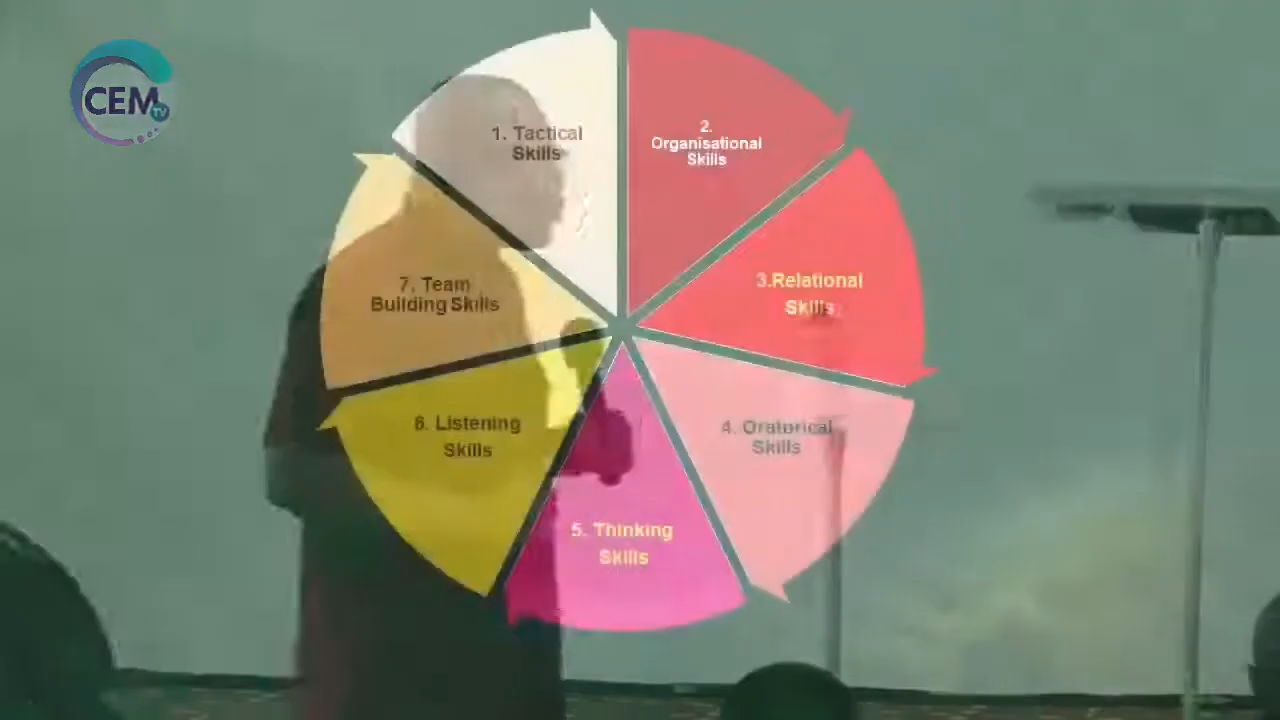 CEM
TV
1. Tactical
Skills
2.
Organisational
Skills
3.Relational
Skills
4. Oratorical
Skills
5. Thinking
Skills
6. Listening
Skills
7. Team
Building Skills